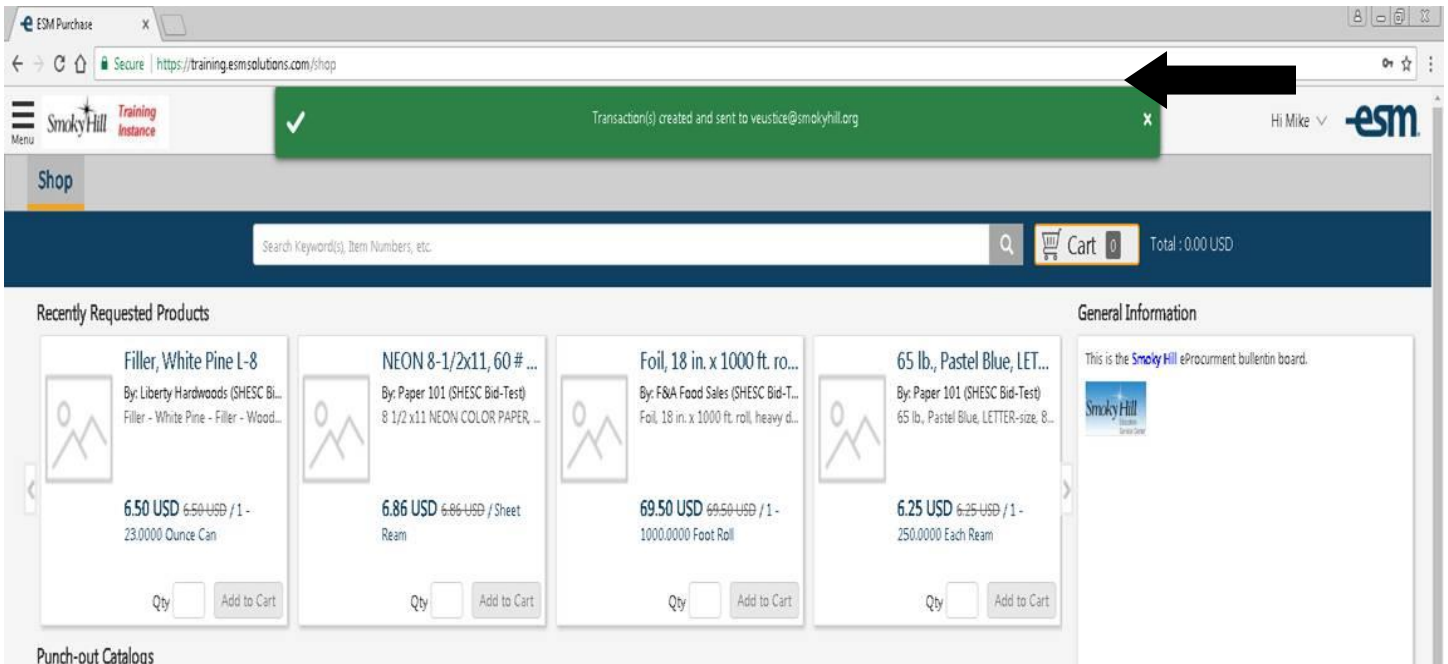 ESM Purchase
Secure | https://training.esmsolutions.com/shop
Menu
Smoky Hill
Training
Instance
Transaction(s) created and sent to veustice@smokyhill.org
x
Hi Mike
esm
Shop
Search Keyword(s), Item Numbers, etc.
Cart 0
Total : 0.00 USD
Recently Requested Products
General Information
Filler, White Pine L-8
By: Liberty Hardwoods (SHESC Bi...
Filler - White Pine - Filler - Wood...
6.50 USD 6.50 USD / 1 -
23.0000 Ounce Can
Qty
Add to Cart
NEON 8-1/2x11, 60 # ...
By: Paper 101 (SHESC Bid-Test)
8 1/2 x11 NEON COLOR PAPER, ...
6.86 USD 6.86 USD / Sheet
Ream
Qty
Add to Cart
Foil, 18 in. x 1000 ft. ro...
By: F&A Food Sales (SHESC Bid-T...
Foil, 18 in. x 1000 ft. roll, heavy d...
69.50 USD 69.50 USD / 1 -
1000.0000 Foot Roll
Qty
Add to Cart
65 lb., Pastel Blue, LET...
By: Paper 101 (SHESC Bid-Test)
65 lb., Pastel Blue, LETTER-size, 8...
6.25 USD 6.25 USD / 1 -
250.0000 Each Ream
Qty
Add to Cart
This is the Smoky Hill eProcurment bullentin board.
Smoky Hill
Punch-out Catalogs